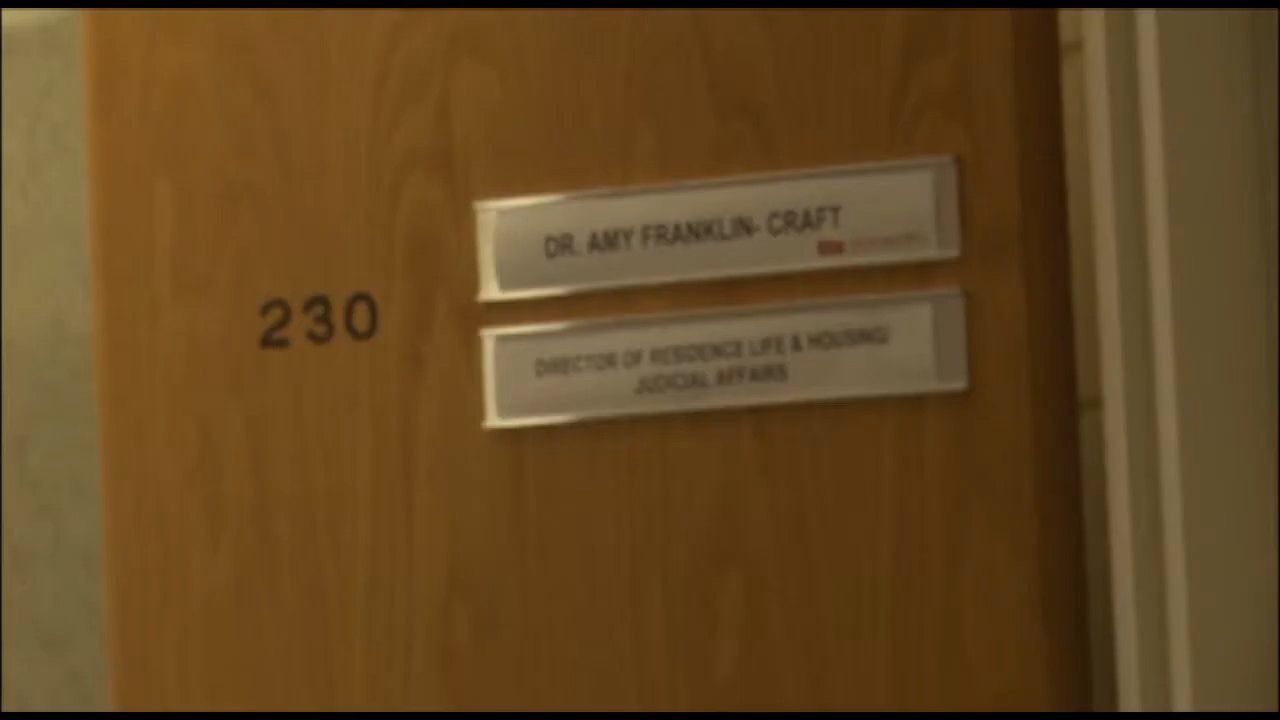 230
DR. AMY FRANKLIN- CRAFT
DIRECTOR OF RESIDENCE LIFE & HOUSING/
JUDICIAL AFFAIRS